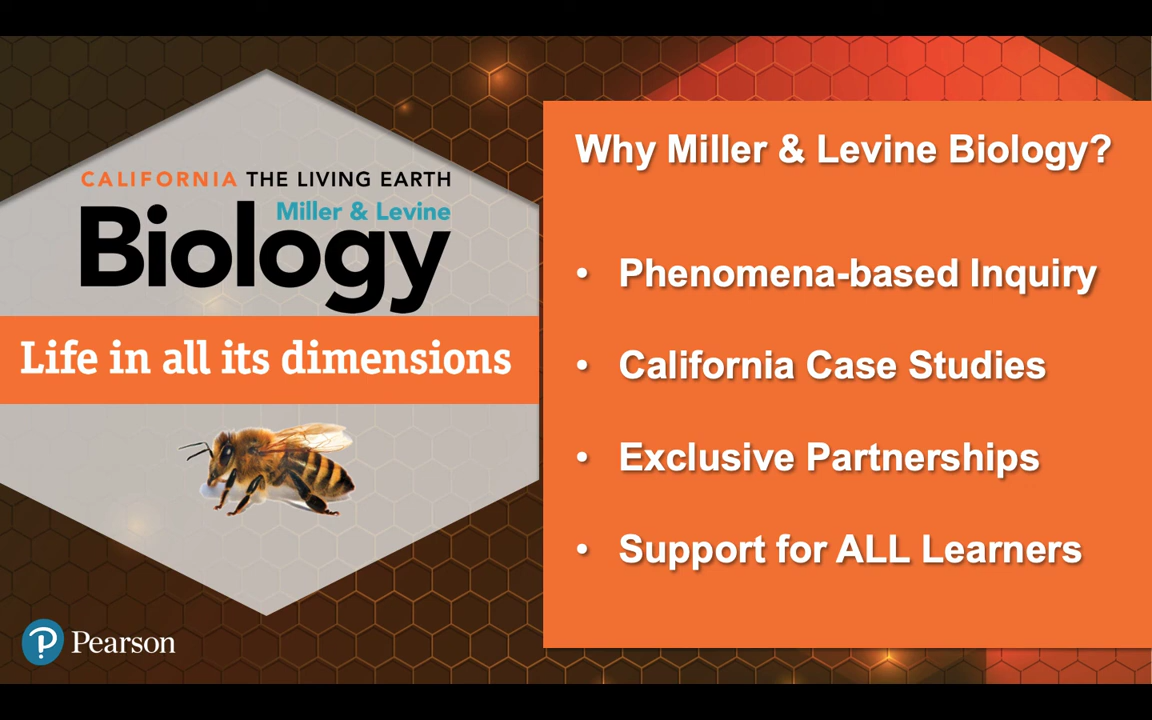 CALIFORNIA THE LIVING EARTH
Miller & Levine
Biology
Life in all its dimensions
Pearson
Why Miller & Levine Biology?
• Phenomena-based Inquiry
• California Case Studies
• Exclusive Partnerships
• Support for ALL Learners